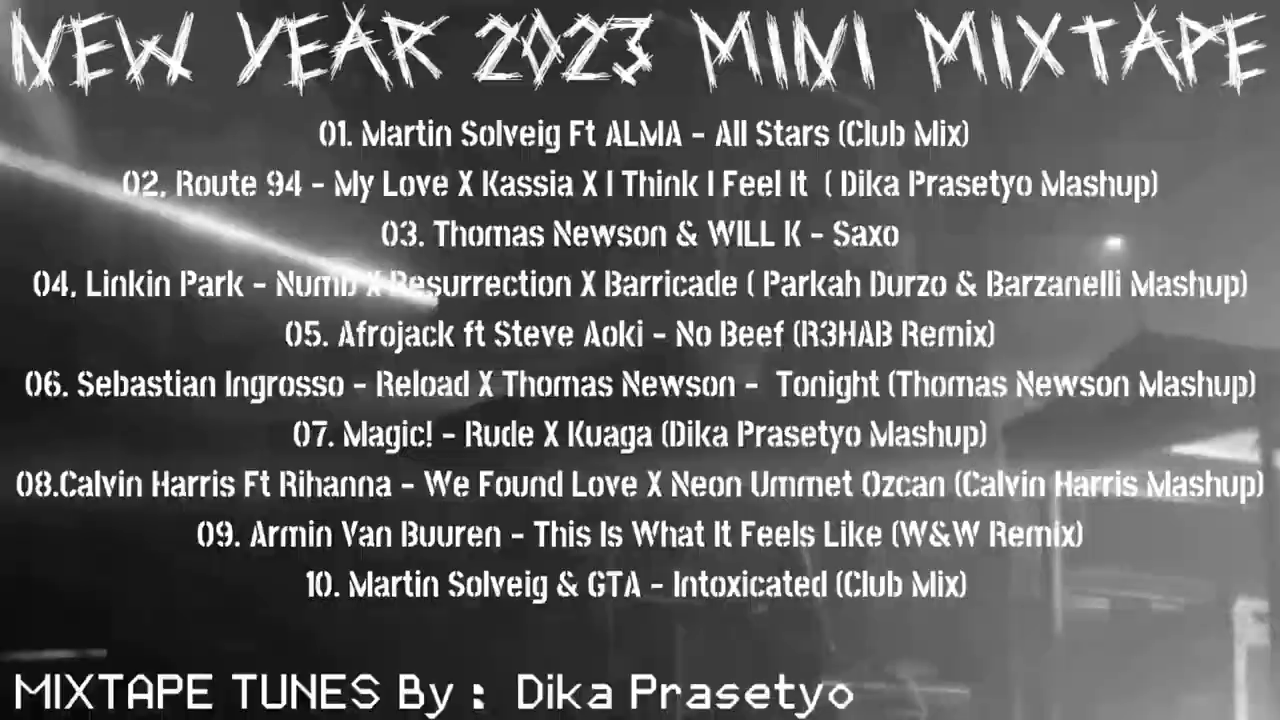 NEW YEAR 2023 MINI MIXTAPE
01. Martin Solveig Ft ALMA - All Stars (Club Mix)
02, Route 94 - My Love X Kassia X I Think I Feel It ( Dika Prasetyo Mashup)
03. Thomas Newson & WILL K - Saxo
04, Linkin Park - Numb X Resurrection X Barricade ( Parkah Durzo & Barzanelli Mashup)
05. Afrojack ft Steve Aoki - No Beef (R3HAB Remix)
06. Sebastian Ingrosso - Reload X Thomas Newson - Tonight (Thomas Newson Mashup)
07. Magic! - Rude X Kuaga (Dika Prasetyo Mashup)
08.Calvin Harris Ft Rihanna - We Found Love X Neon Ummet Ozcan (Calvin Harris Mashup)
09. Armin Van Buuren - This Is What It Feels Like (W&W Remix)
10. Martin Solveig & GTA - Intoxicated (Club Mix)
MIXTAPE TUNES By : Dika Prasetyo